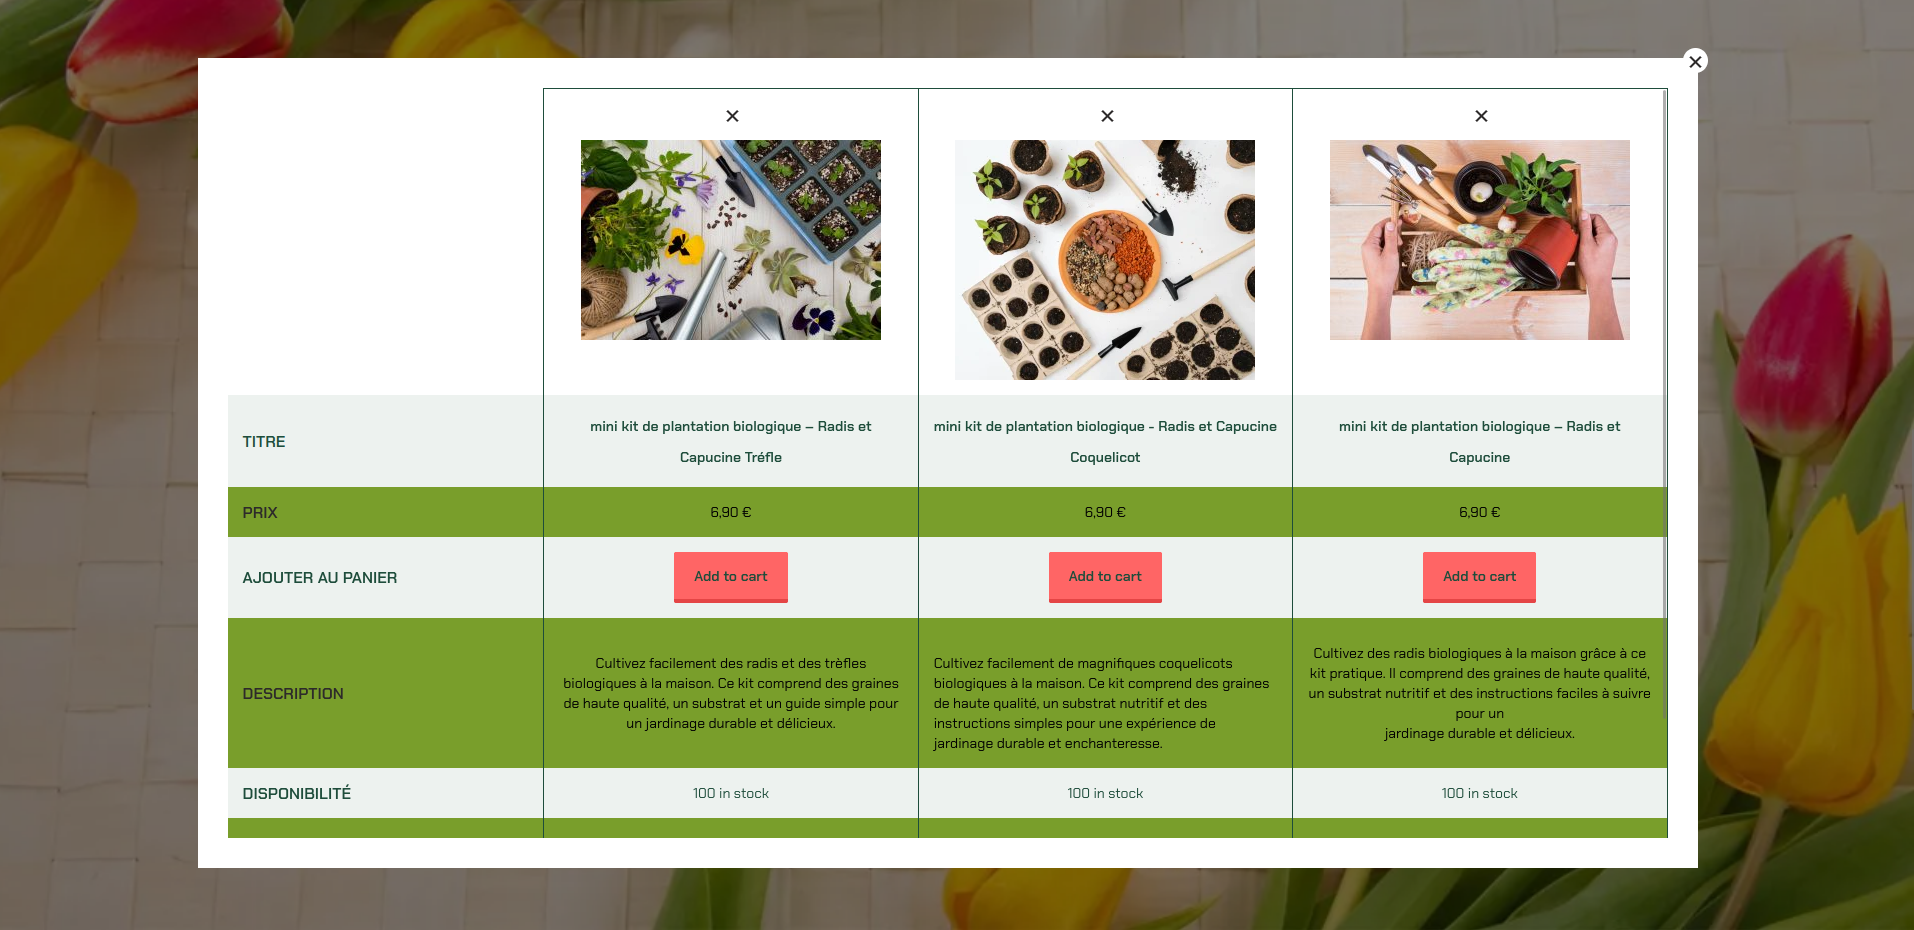 TITRE
mini kit de plantation biologique – Radis et
Capucine Tréfle
mini kit de plantation biologique - Radis et Capucine
Coquelicot
mini kit de plantation biologique – Radis et
Capucine
PRIX
6,90 €
6,90 €
6,90 €
AJOUTER AU PANIER
Add to cart
Add to cart
Add to cart
DESCRIPTION
Cultivez facilement des radis et des trèfles
biologiques à la maison. Ce kit comprend des graines
de haute qualité, un substrat et un guide simple pour
un jardinage durable et délicieux.
Cultivez facilement de magnifiques coquelicots
biologiques à la maison. Ce kit comprend des graines
de haute qualité, un substrat nutritif et des
instructions simples pour une expérience de
jardinage durable et enchanteresse.
Cultivez des radis biologiques à la maison grâce à ce
kit pratique. Il comprend des graines de haute qualité,
un substrat nutritif et des instructions faciles à suivre
pour un
jardinage durable et délicieux.
DISPONIBILITÉ
100 in stock
100 in stock
100 in stock